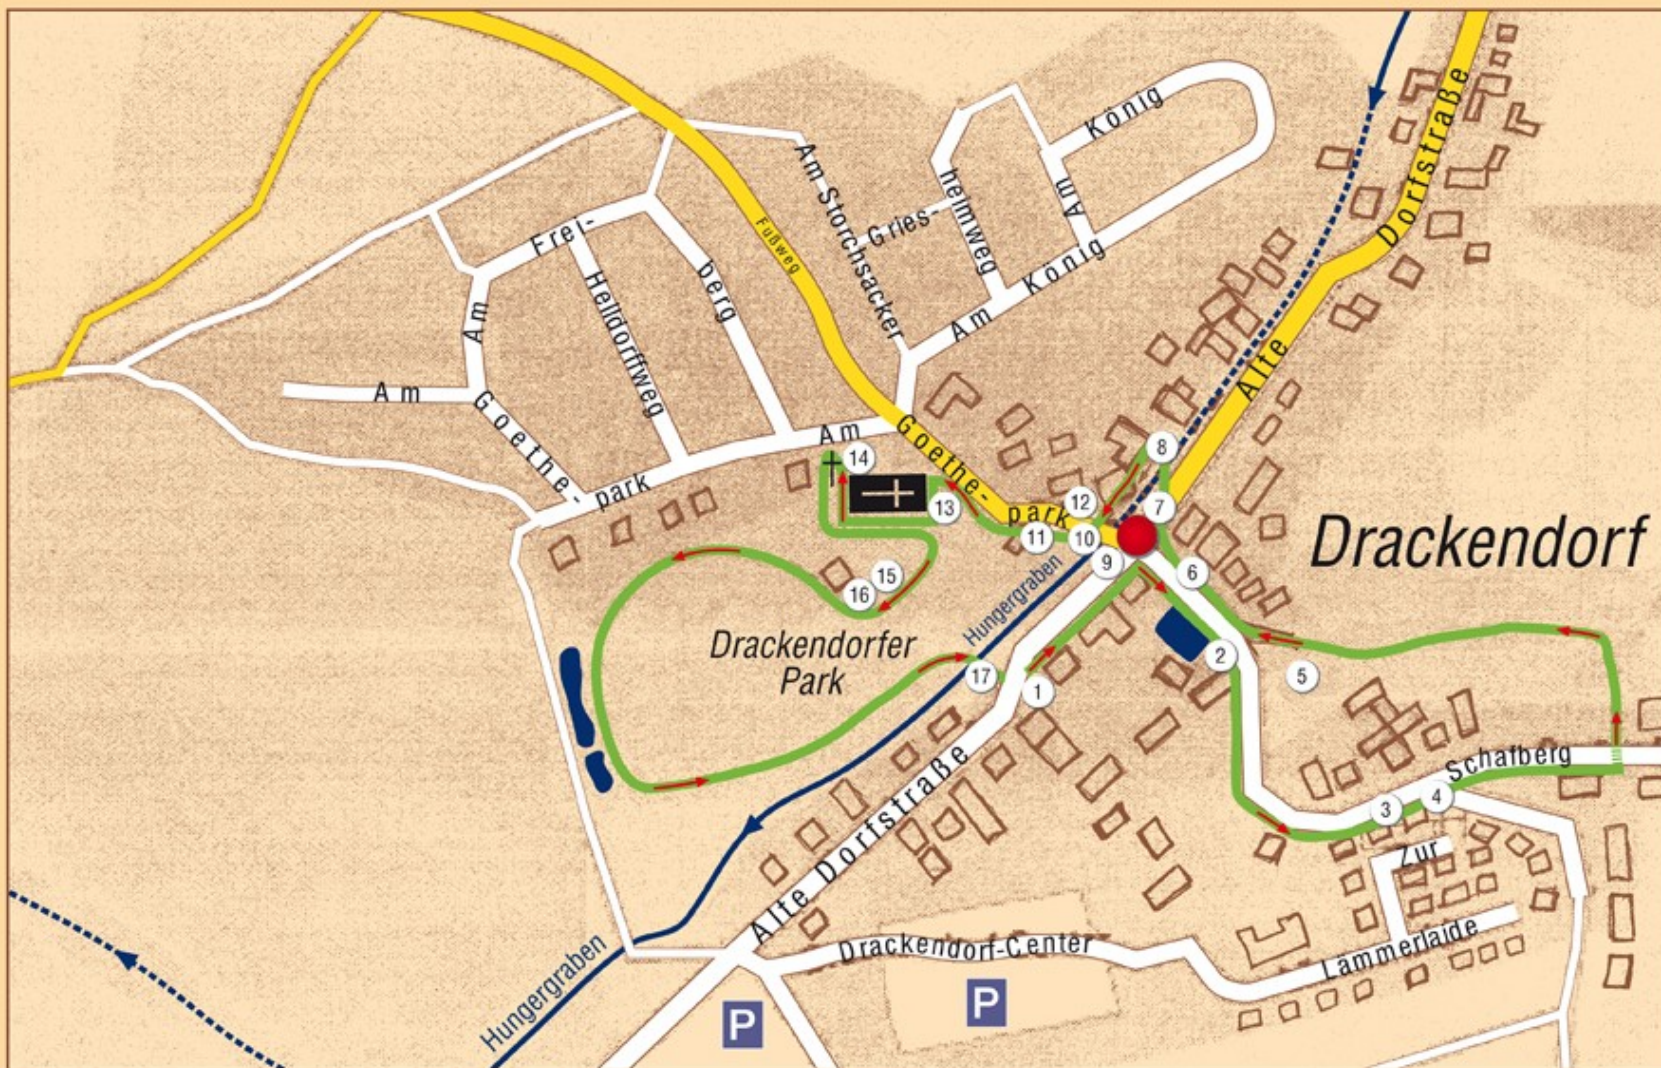 Alte Dorfstraße
Am König
Am
Am König
heimweg
Gries-
Am Storchsacker
Fußweg
Am Frei-
berg
Helldorffweg
Am Goethe-
park
Am
Goethe-
park
8
14
13
12
7
11
10
9
6
15
16
Hungergraben
Drackendorf
Drackendorfer
Park
17
1
2
5
3
4
Schafberg
Zur
Lämmerlaide
Alte Dorfstraße
Drackendorf-Center
Hungergraben
P
P